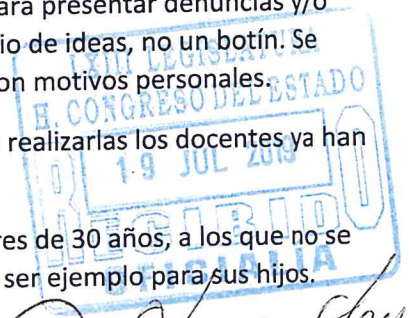 ara presentar denuncias y/o
io de ideas, no un botín. Se
on motivos personales.
LXIII LEGISLATURA
H. CONGRESO DEL ESTADO
realizarlas los docentes ya han
19 JUL 2019
RECIBIDO
res de 30 años, a los que no se
OFICIALIA
ser ejemplo para sus hijos.